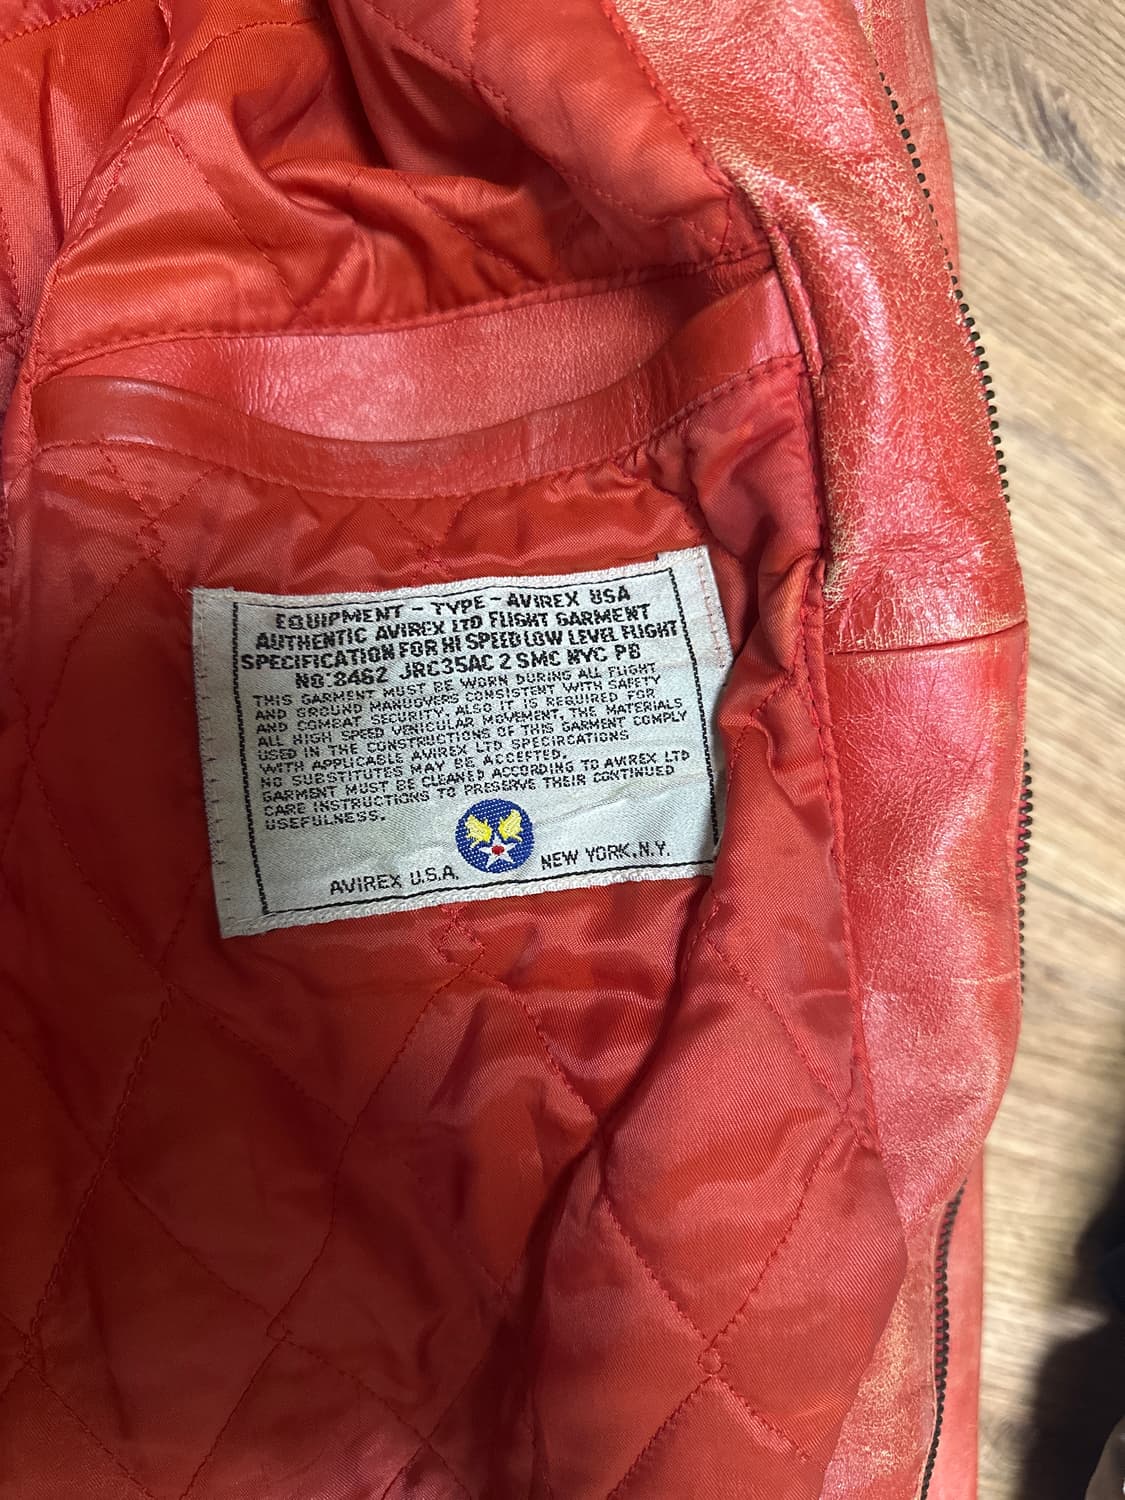 EQUIPMENT - TYPE - AVIREX USA
AUTHENTIC AVIREX LTD FLIGHT GARMENT
SPECIFICATION FOR HI SPEED LOW LEVEL FLIGHT
NO. 8462 JRC35AC 2 SMC NYC PB
THIS GARMENT MUST BE WORN DURING ALL FLIGHT
AND GROUND MANUOVERS CONSISTENT WITH SAFETY
AND COMBAT SECURITY. ALSO IT IS REQUIRED FOR
ALL HIGH SPEED VEHICULAR MOVEMENT, THE MATERIALS
USED IN THE CONSTRUCTIONS OF THIS GARMENT COMPLY
WITH APPLICABLE AVIREX LTD SPECIRCATIONS
NO SUBSTITUTES MAY BE ACCEPTED.
GARMENT MUST BE CLEANED ACCORDING TO AVIREX LTD
CARE INSTRUCTIONS TO PRESERVE THEIR CONTINUED
USEFULNESS.
AVIREX U.S.A. NEW YORK, N.Y.